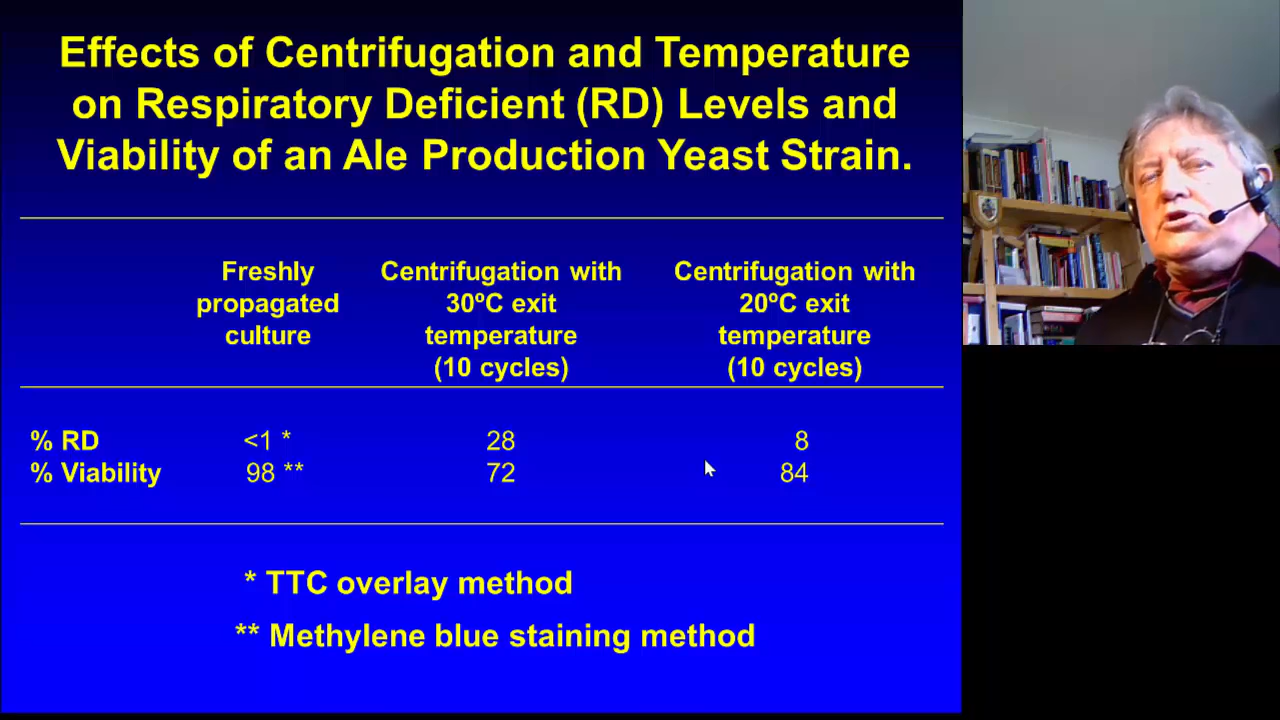 Effects of Centrifugation and Temperature
on Respiratory Deficient (RD) Levels and
Viability of an Ale Production Yeast Strain.
Freshly propagated culture
Centrifugation with 30ºC exit temperature (10 cycles)
Centrifugation with 20ºC exit temperature (10 cycles)
% RD <1 * 28 8
% Viability 98 ** 72 84
* TTC overlay method
** Methylene blue staining method